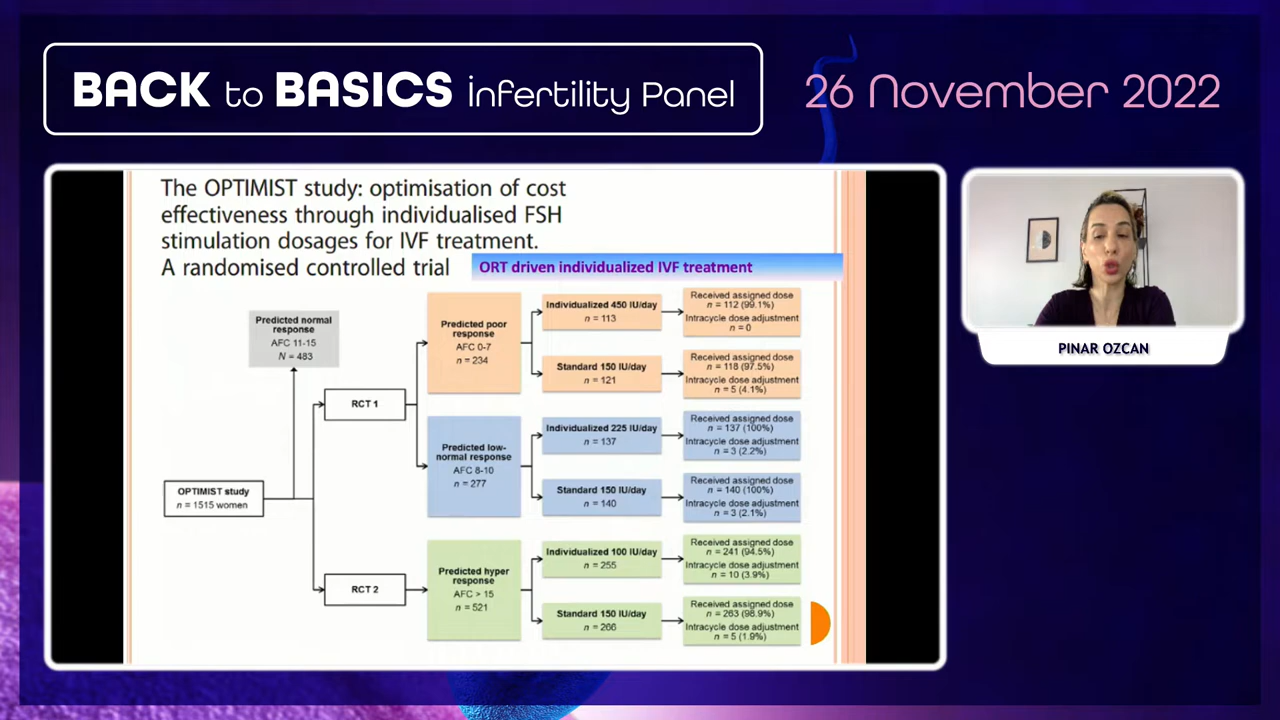 BACK to BASICS infertility Panel
26 November 2022
The OPTIMIST study: optimisation of cost
effectiveness through individualised FSH
stimulation dosages for IVF treatment.
A randomised controlled trial
ORT driven individualized IVF treatment
Predicted normal
response
AFC 11-15
N = 483
OPTIMIST study
n = 1515 women
RCT 1
RCT 2
Predicted poor
response
AFC 0-7
n = 234
Predicted low-
normal response
AFC 8-10
n = 277
Predicted hyper
response
AFC > 15
n = 521
Individualized 450 IU/day
n = 113
Standard 150 IU/day
n = 121
Individualized 225 IU/day
n = 137
Standard 150 IU/day
n = 140
Individualized 100 IU/day
n = 255
Standard 150 IU/day
n = 266
Received assigned dose
n = 112 (99.1%)
Intracycle dose adjustment
n = 0
Received assigned dose
n = 118 (97.5%)
Intracycle dose adjustment
n = 5 (4.1%)
Received assigned dose
n = 137 (100%)
Intracycle dose adjustment
n = 3 (2.2%)
Received assigned dose
n = 140 (100%)
Intracycle dose adjustment
n = 3 (2.1%)
Received assigned dose
n = 241 (94.5%)
Intracycle dose adjustment
n = 10 (3.9%)
Received assigned dose
n = 263 (98.9%)
Intracycle dose adjustment
n = 5 (1.9%)
PINAR OZCAN